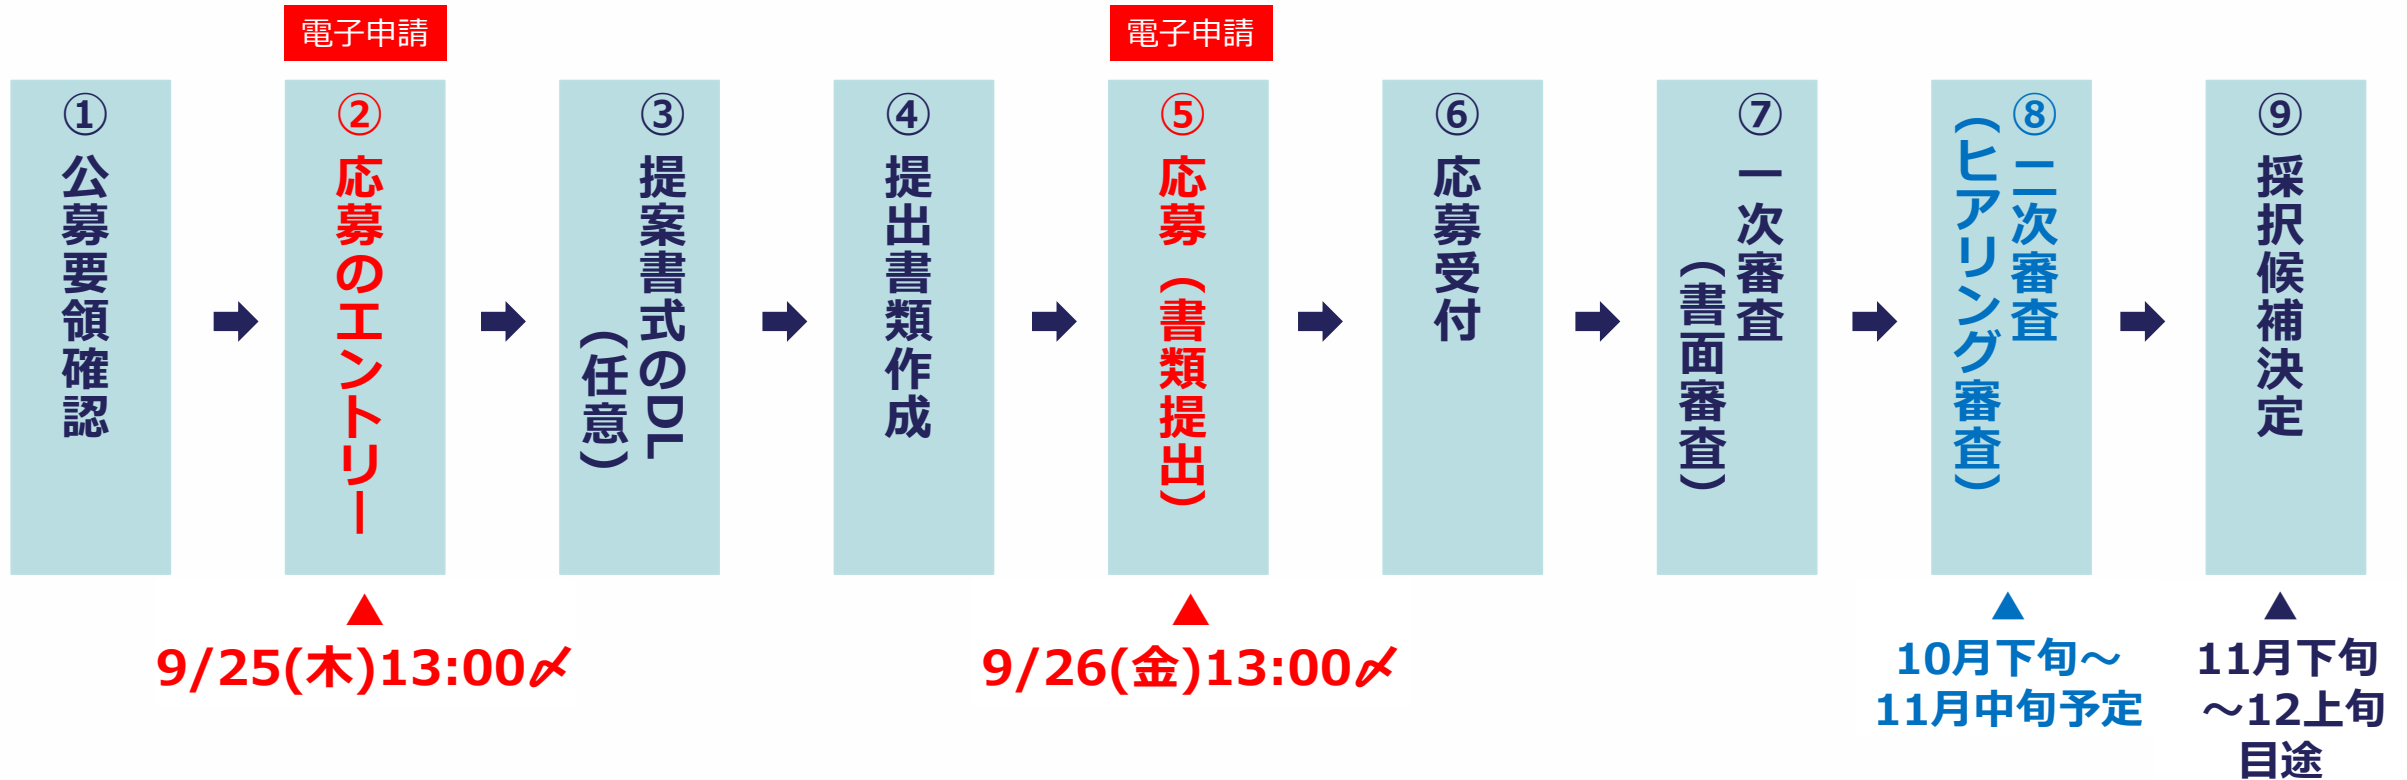 電子申請
電子申請
① 公募要領確認
② 応募のエントリー
③ 提案書式のDL
（任意）
④ 提出書類作成
⑤ 応募（書類提出）
⑥ 応募受付
⑦ 一次審査
（書面審査）
⑧ 二次審査
（ヒアリング審査）
⑨ 採択候補決定
▲
9/25(木)13:00〆
▲
9/26(金)13:00〆
▲
10月下旬～
11月中旬予定
▲
11月下旬
～12上旬
目途